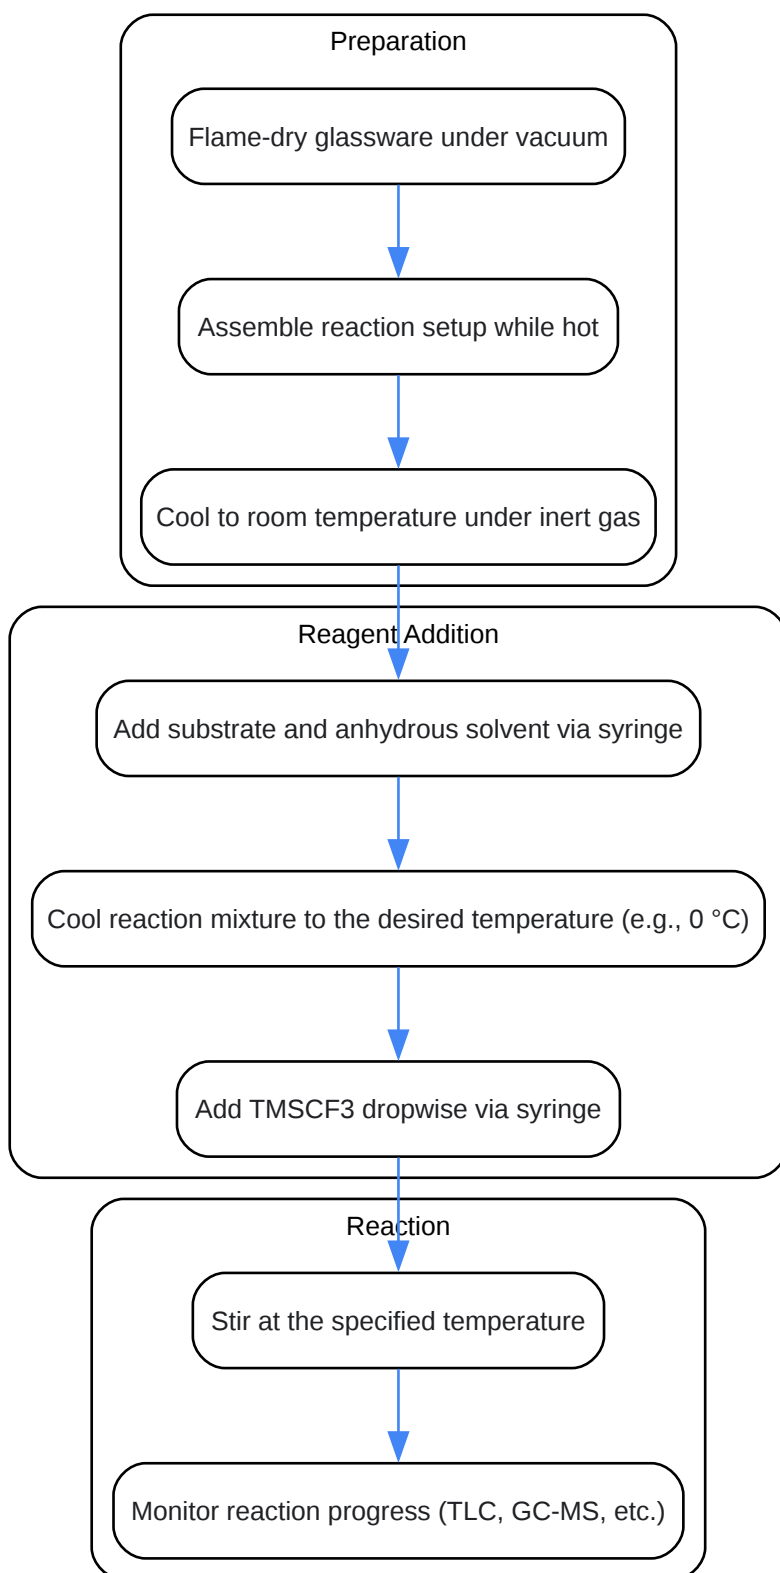 Preparation
Flame-dry glassware under vacuum
Assemble reaction setup while hot
Cool to room temperature under inert gas
Reagent Addition
Add substrate and anhydrous solvent via syringe
Cool reaction mixture to the desired temperature (e.g., 0 °C)
Add TMSCF3 dropwise via syringe
Reaction
Stir at the specified temperature
Monitor reaction progress (TLC, GC-MS, etc.)